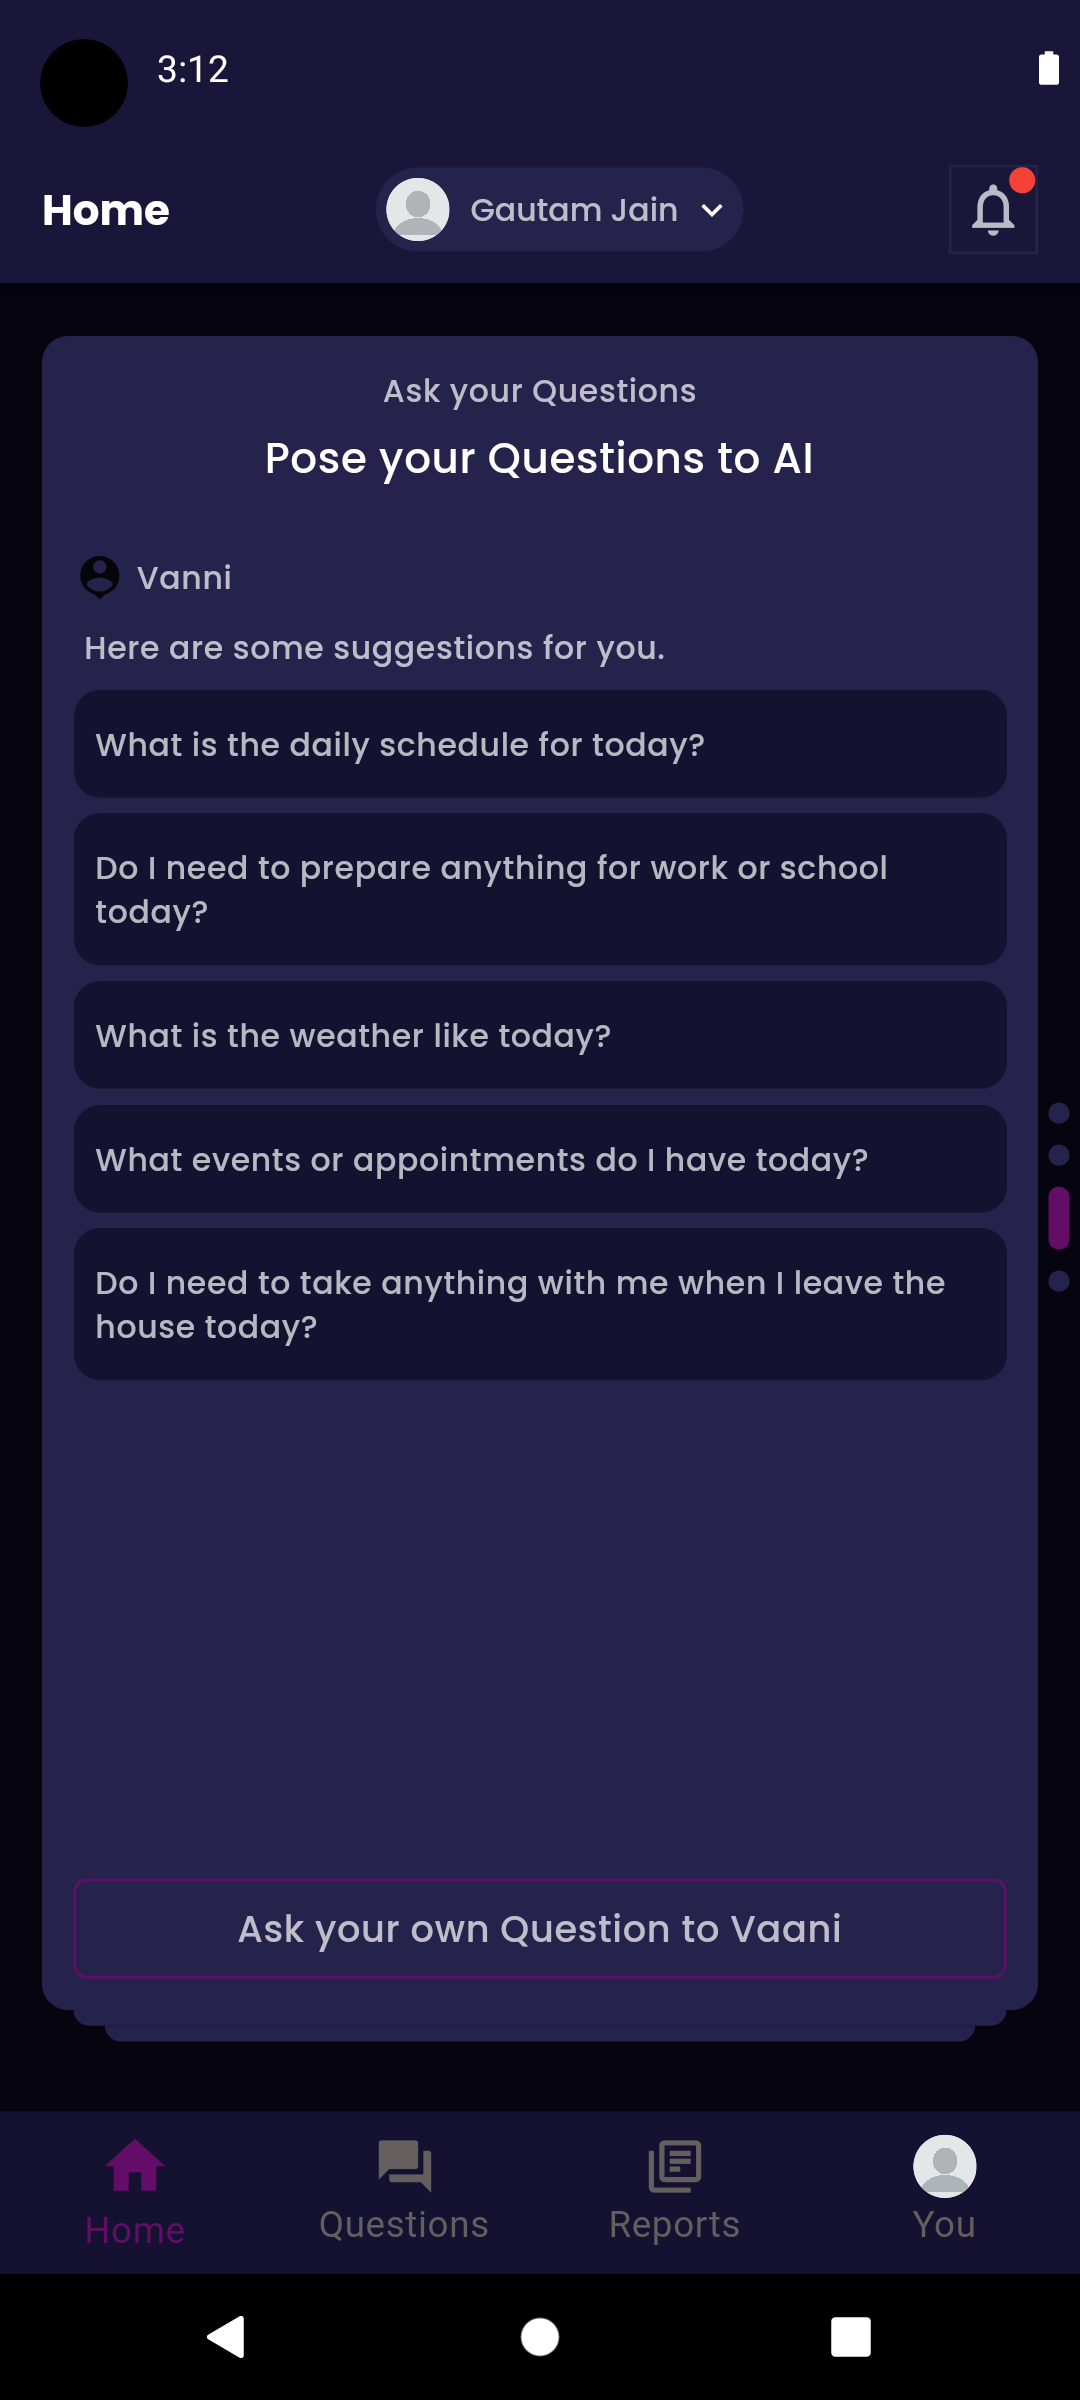 3:12
Home
Gautam Jain
Ask your Questions
Pose your Questions to AI
Vanni
Here are some suggestions for you.
What is the daily schedule for today?
Do I need to prepare anything for work or school
today?
What is the weather like today?
What events or appointments do I have today?
Do I need to take anything with me when I leave the
house today?
Ask your own Question to Vaani
Home
Questions
Reports
You